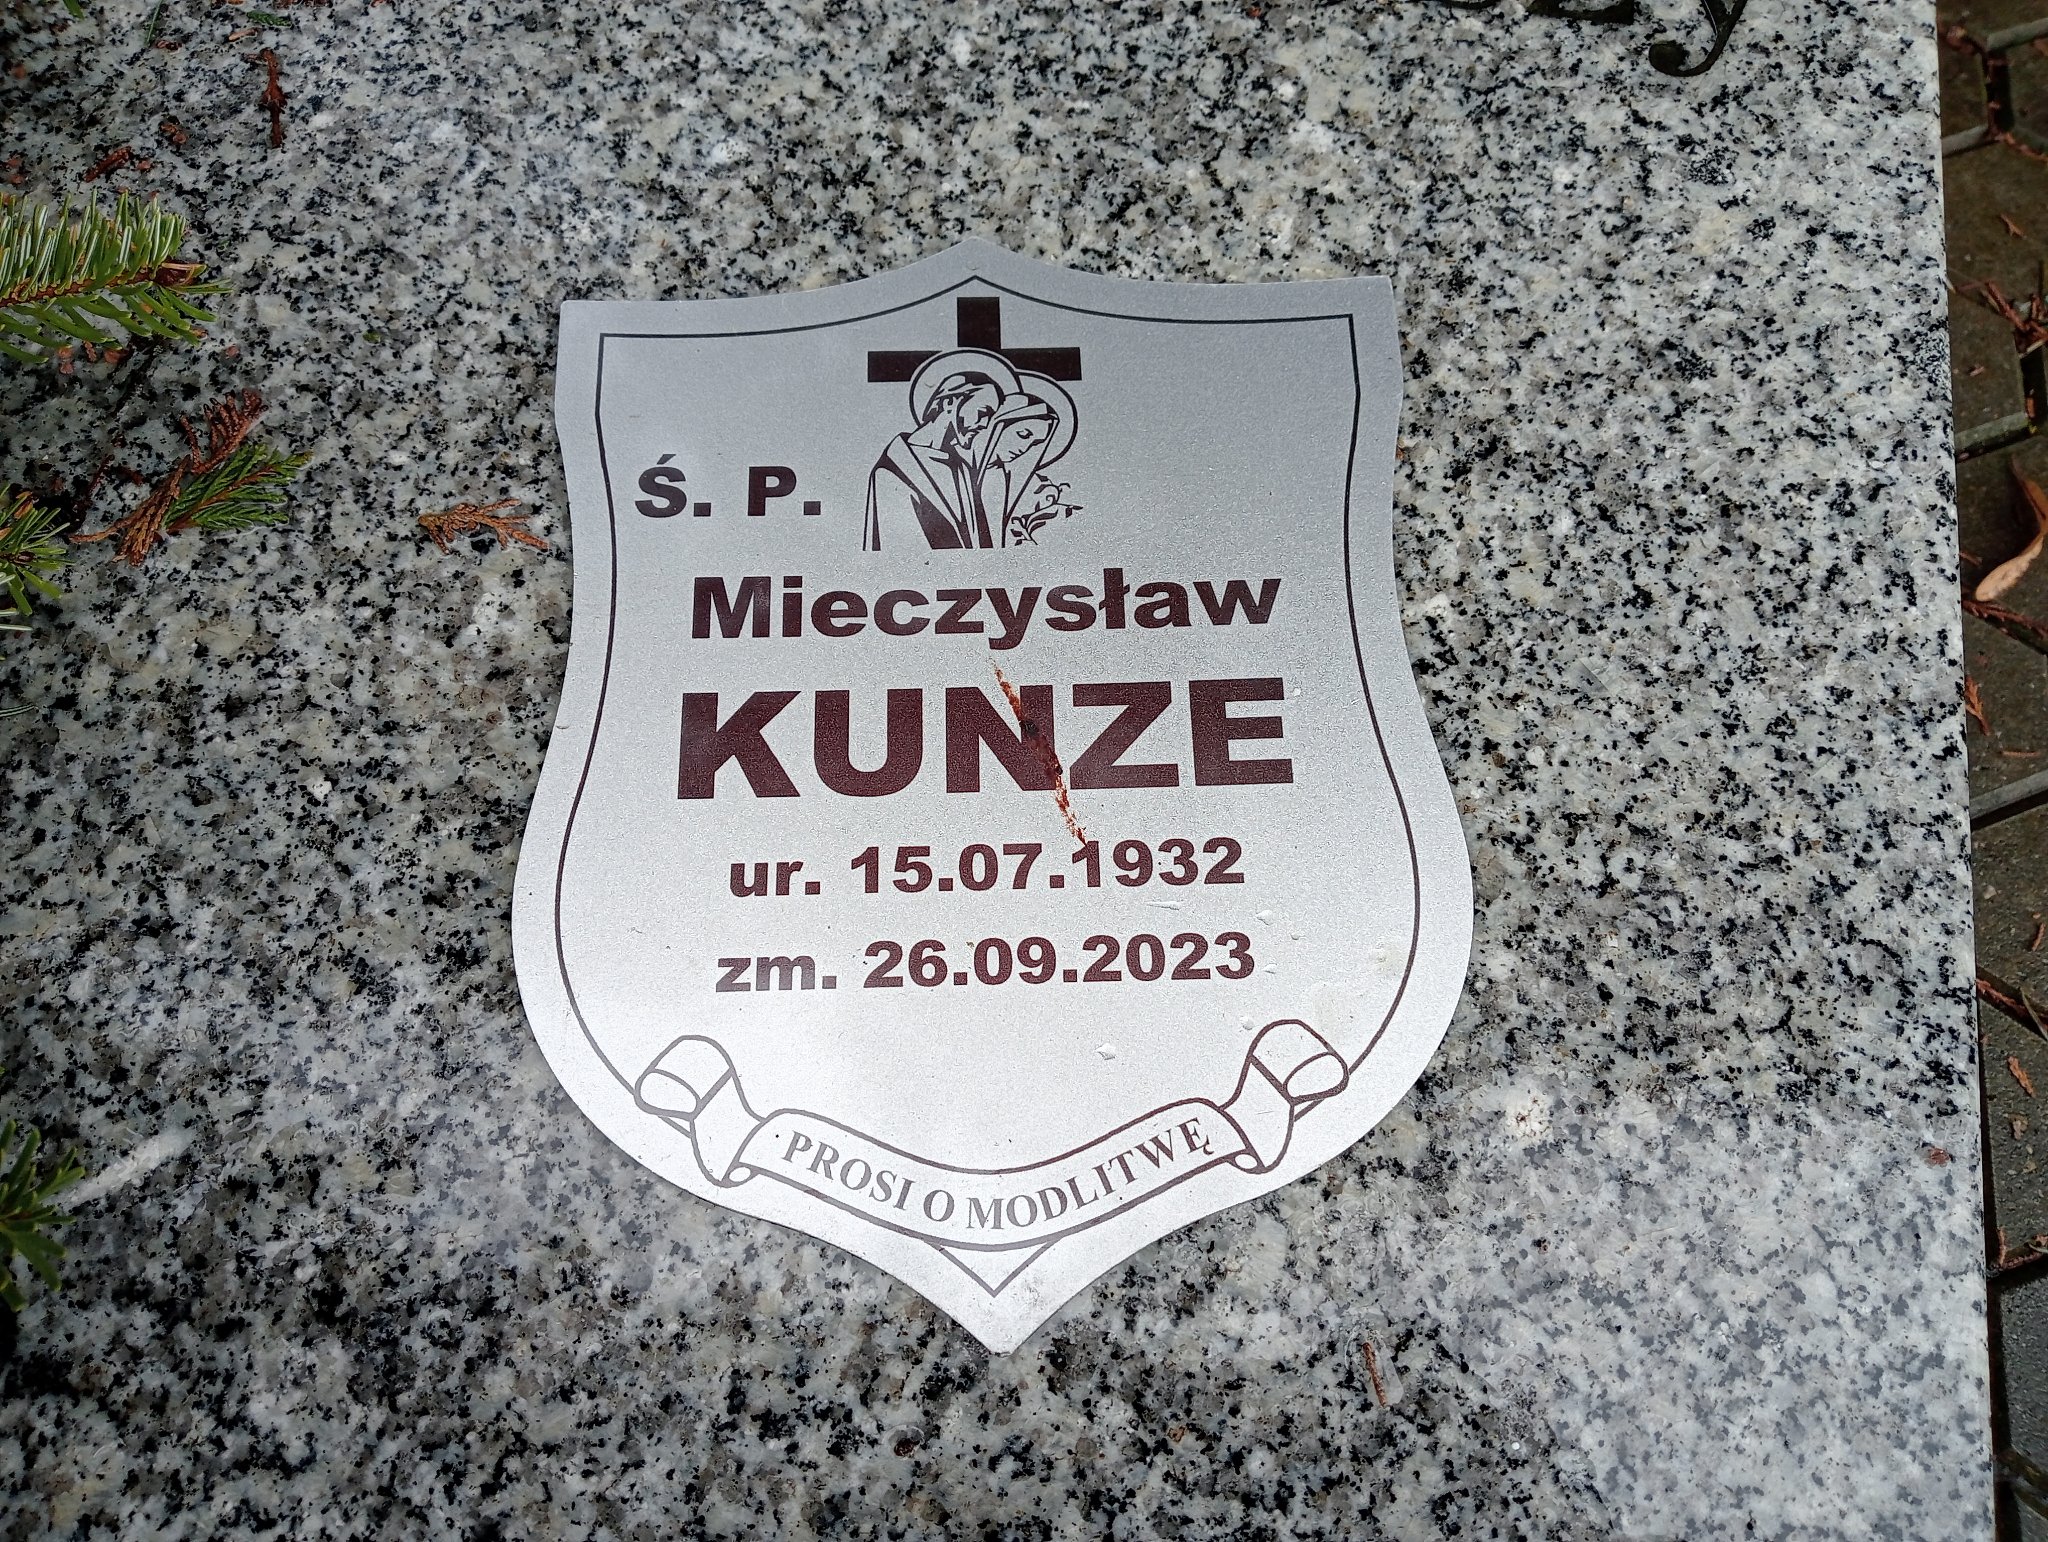 Ś. P.
Mieczysław
KUNZE
ur. 15.07.1932
zm. 26.09.2023
PROSI O MODLITWĘ